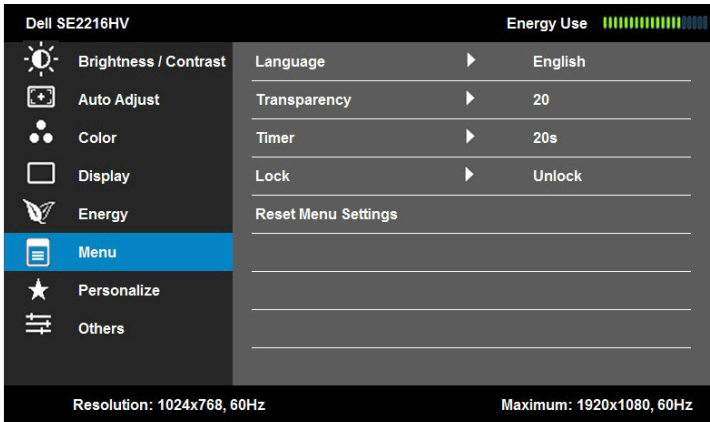 Dell SE2216HV Energy Use
Brightness / Contrast Language English
Auto Adjust Transparency 20
Color Timer 20s
Display Lock Unlock
Energy Reset Menu Settings
Menu
Personalize
Others
Resolution: 1024x768, 60Hz Maximum: 1920x1080, 60Hz